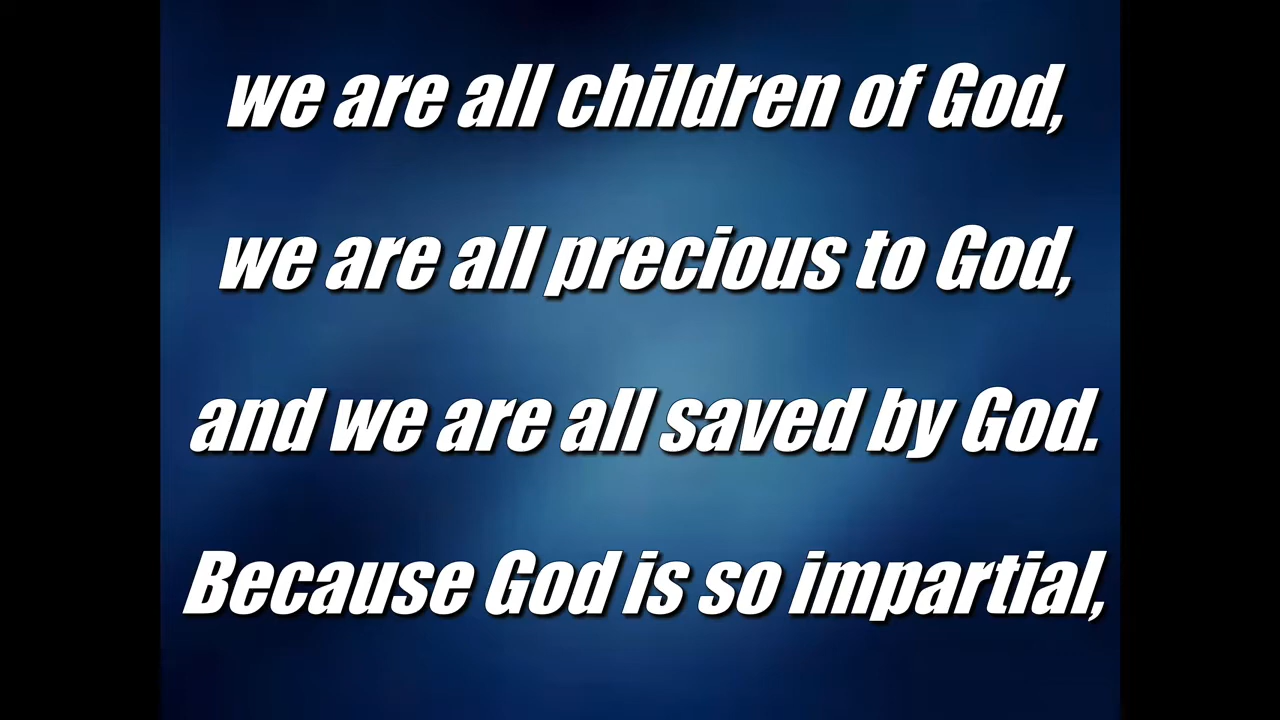 we are all children of God,
we are all precious to God,
and we are all saved by God.
Because God is so impartial,